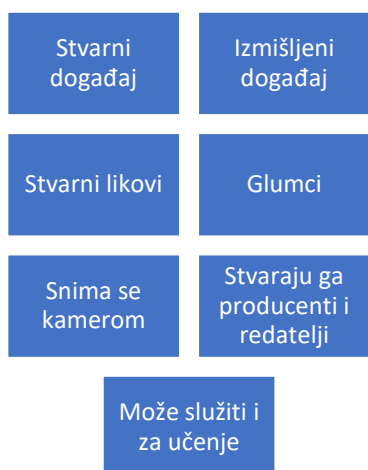 Stvarni
događaj
Izmišljeni
događaj
Stvarni likovi
Glumci
Snima se
kamerom
Stvaraju ga
producenti i
redatelji
Može služiti i
za učenje